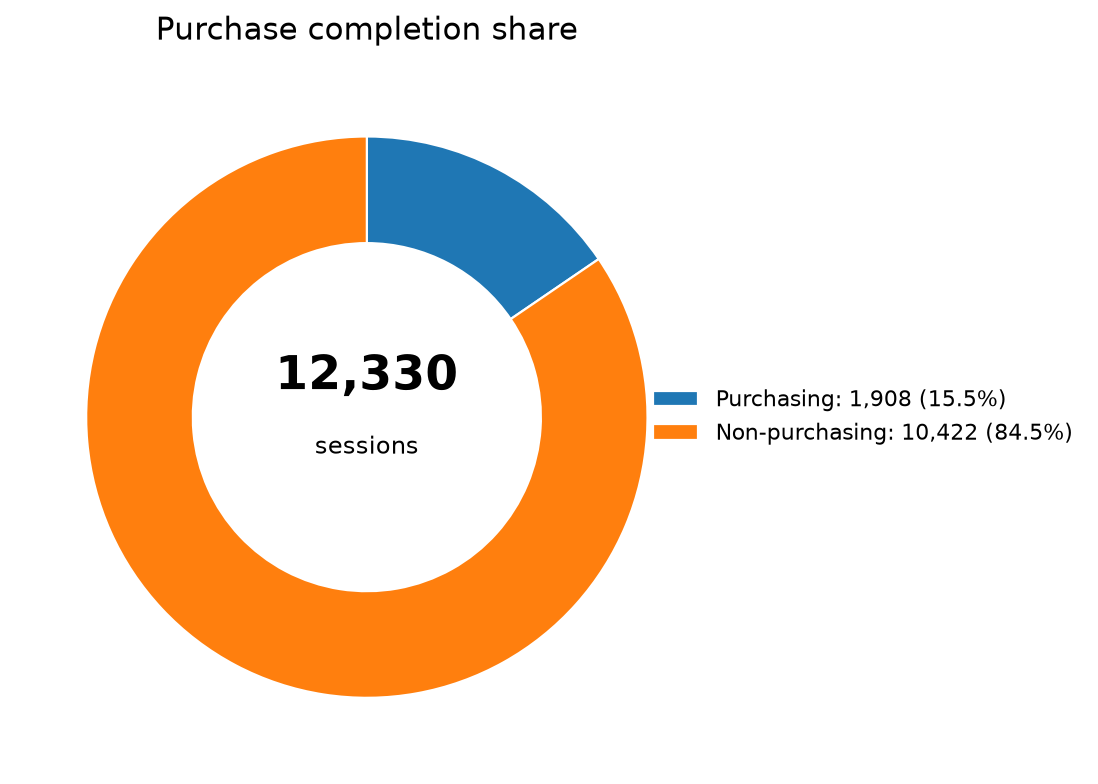 Purchase completion share
12,330
sessions
Purchasing: 1,908 (15.5%)
Non-purchasing: 10,422 (84.5%)